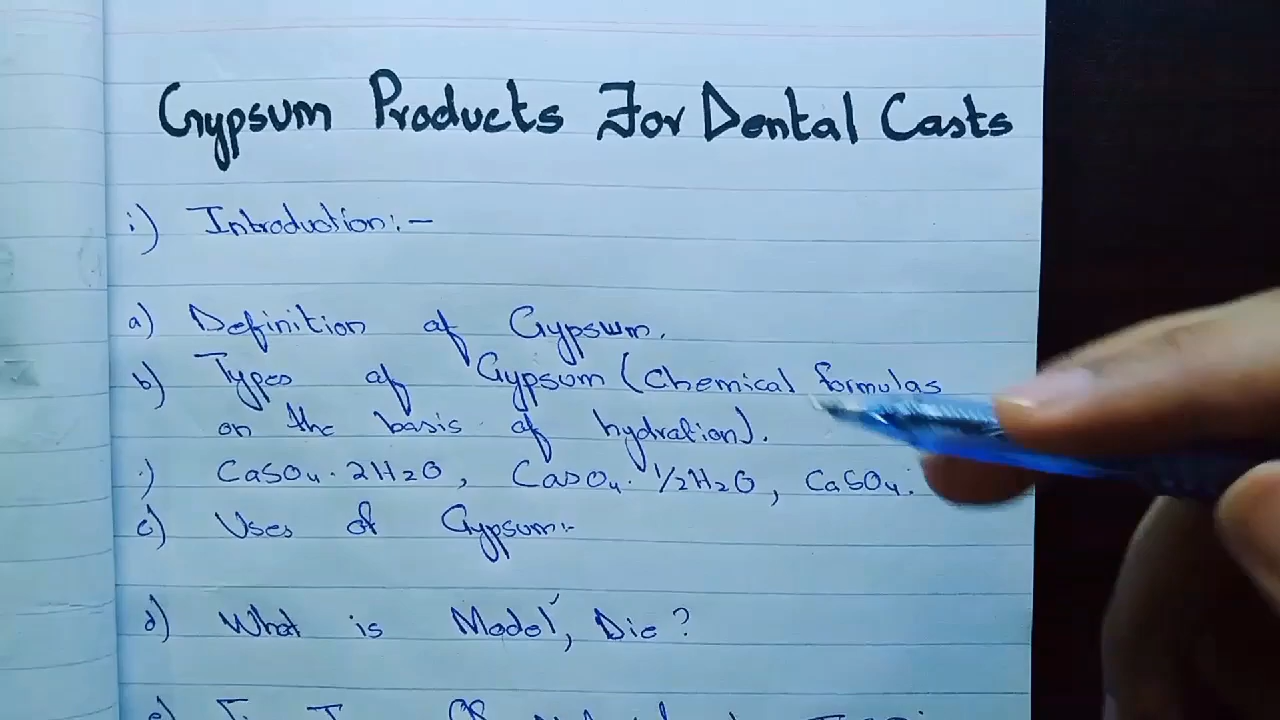 Gypsum Products For Dental Casts
i) Introduction:-
a) Definition of Gypsum.
b) Types of Gypsum (Chemical formulas
on the basis of hydration).
·) CaSO₄·2H₂O, CaSO₄·1/2H₂O, CaSO₄.
c) Uses of Gypsum:-
d) What is Model, Die?
e)